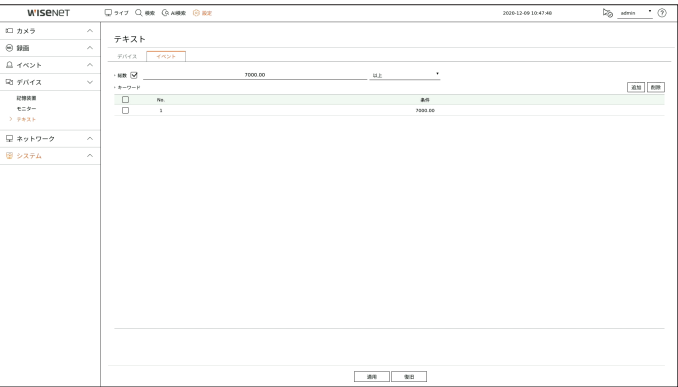 WISENET
ライブ 検索 AI検索 設定 2020-12-09 10:47:40 admin ?
カメラ
録画
イベント
デバイス
記憶装置
モニター
> テキスト
ネットワーク
システム
テキスト
デバイス イベント
・総数 7000.00 以上
・キーワード 追加 削除
No. 条件
1 7000.00
適用 復旧